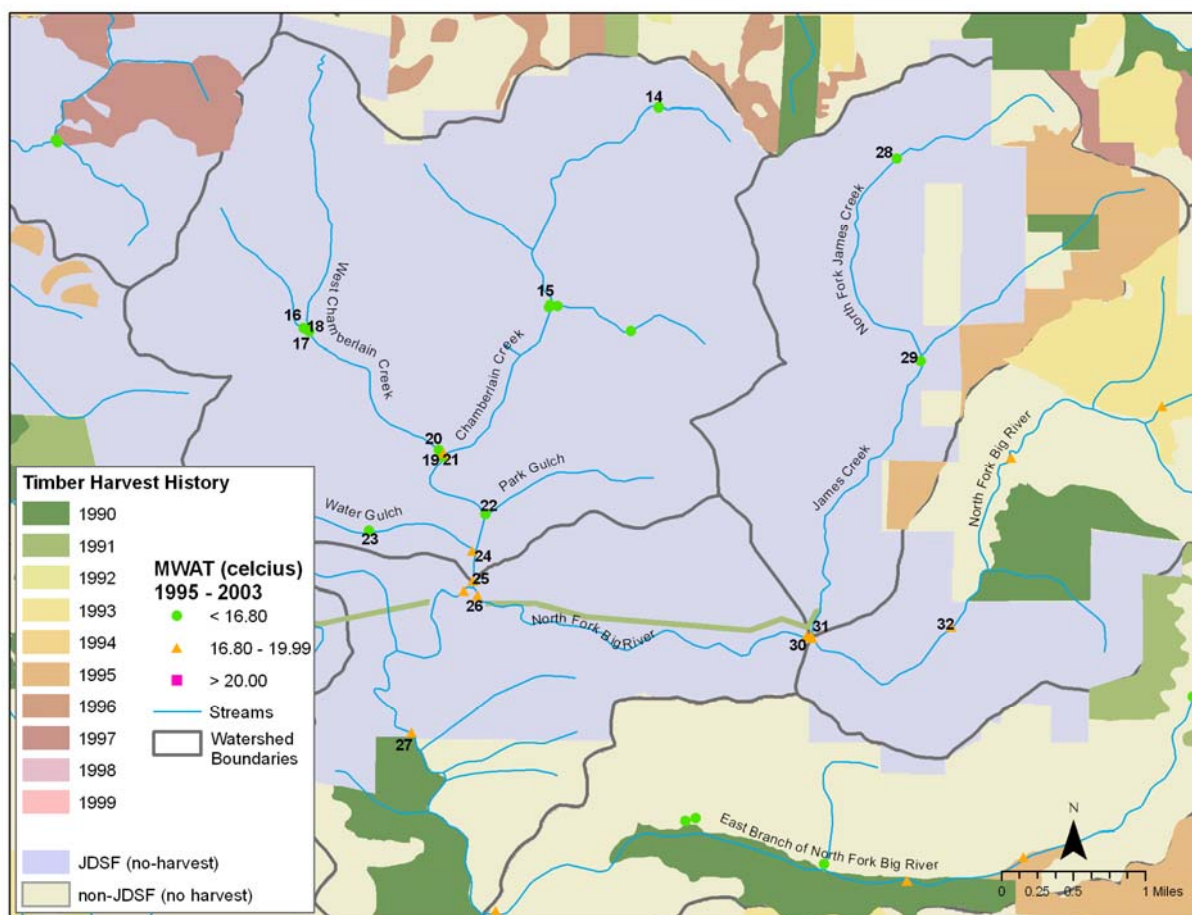 14
28
North Fork James Creek
West Chamberlain Creek
15
16
18
17
Chamberlain Creek
29
20
19 21
Park Gulch
22
Water Gulch
23
24
25
26
North Fork Big River
James Creek
North Fork Big River
31
30
32
27
East Branch of North Fork Big River
Timber Harvest History
1990
1991
1992
1993
1994
1995
1996
1997
1998
1999
JDSF (no-harvest)
non-JDSF (no harvest)
MWAT (celcius)
1995 - 2003
< 16.80
16.80 - 19.99
> 20.00
Streams
Watershed
Boundaries
N
0 0.25 0.5 1 Miles